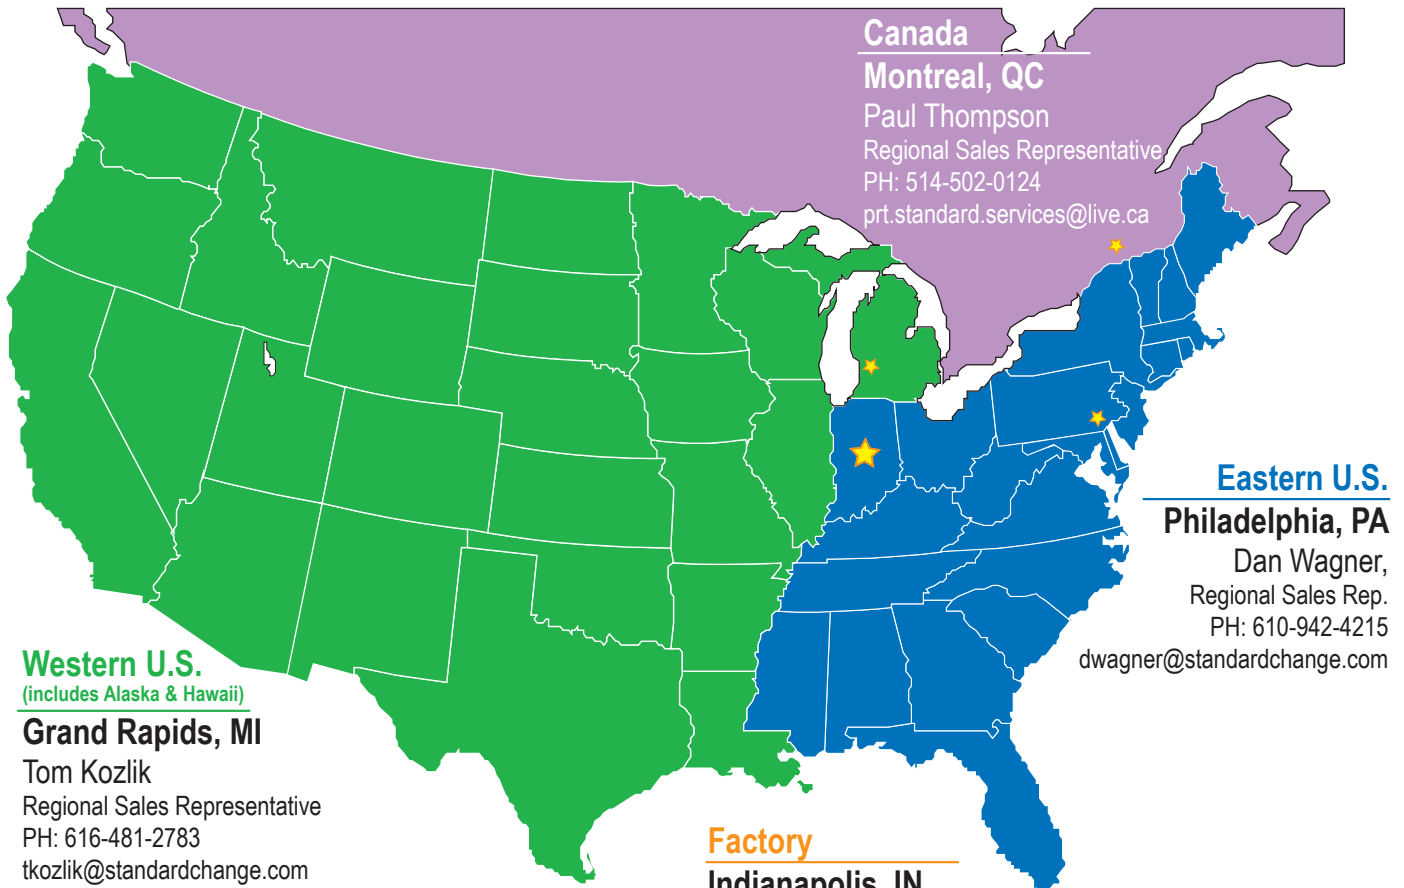 Canada
Montreal, QC
Paul Thompson
Regional Sales Representative
PH: 514-502-0124
prt.standard.services@live.ca
Eastern U.S.
Philadelphia, PA
Dan Wagner,
Regional Sales Rep.
PH: 610-942-4215
dwagner@standardchange.com
Western U.S.
(includes Alaska & Hawaii)
Grand Rapids, MI
Tom Kozlik
Regional Sales Representative
PH: 616-481-2783
tkozlik@standardchange.com
Factory
Indianapolis, IN